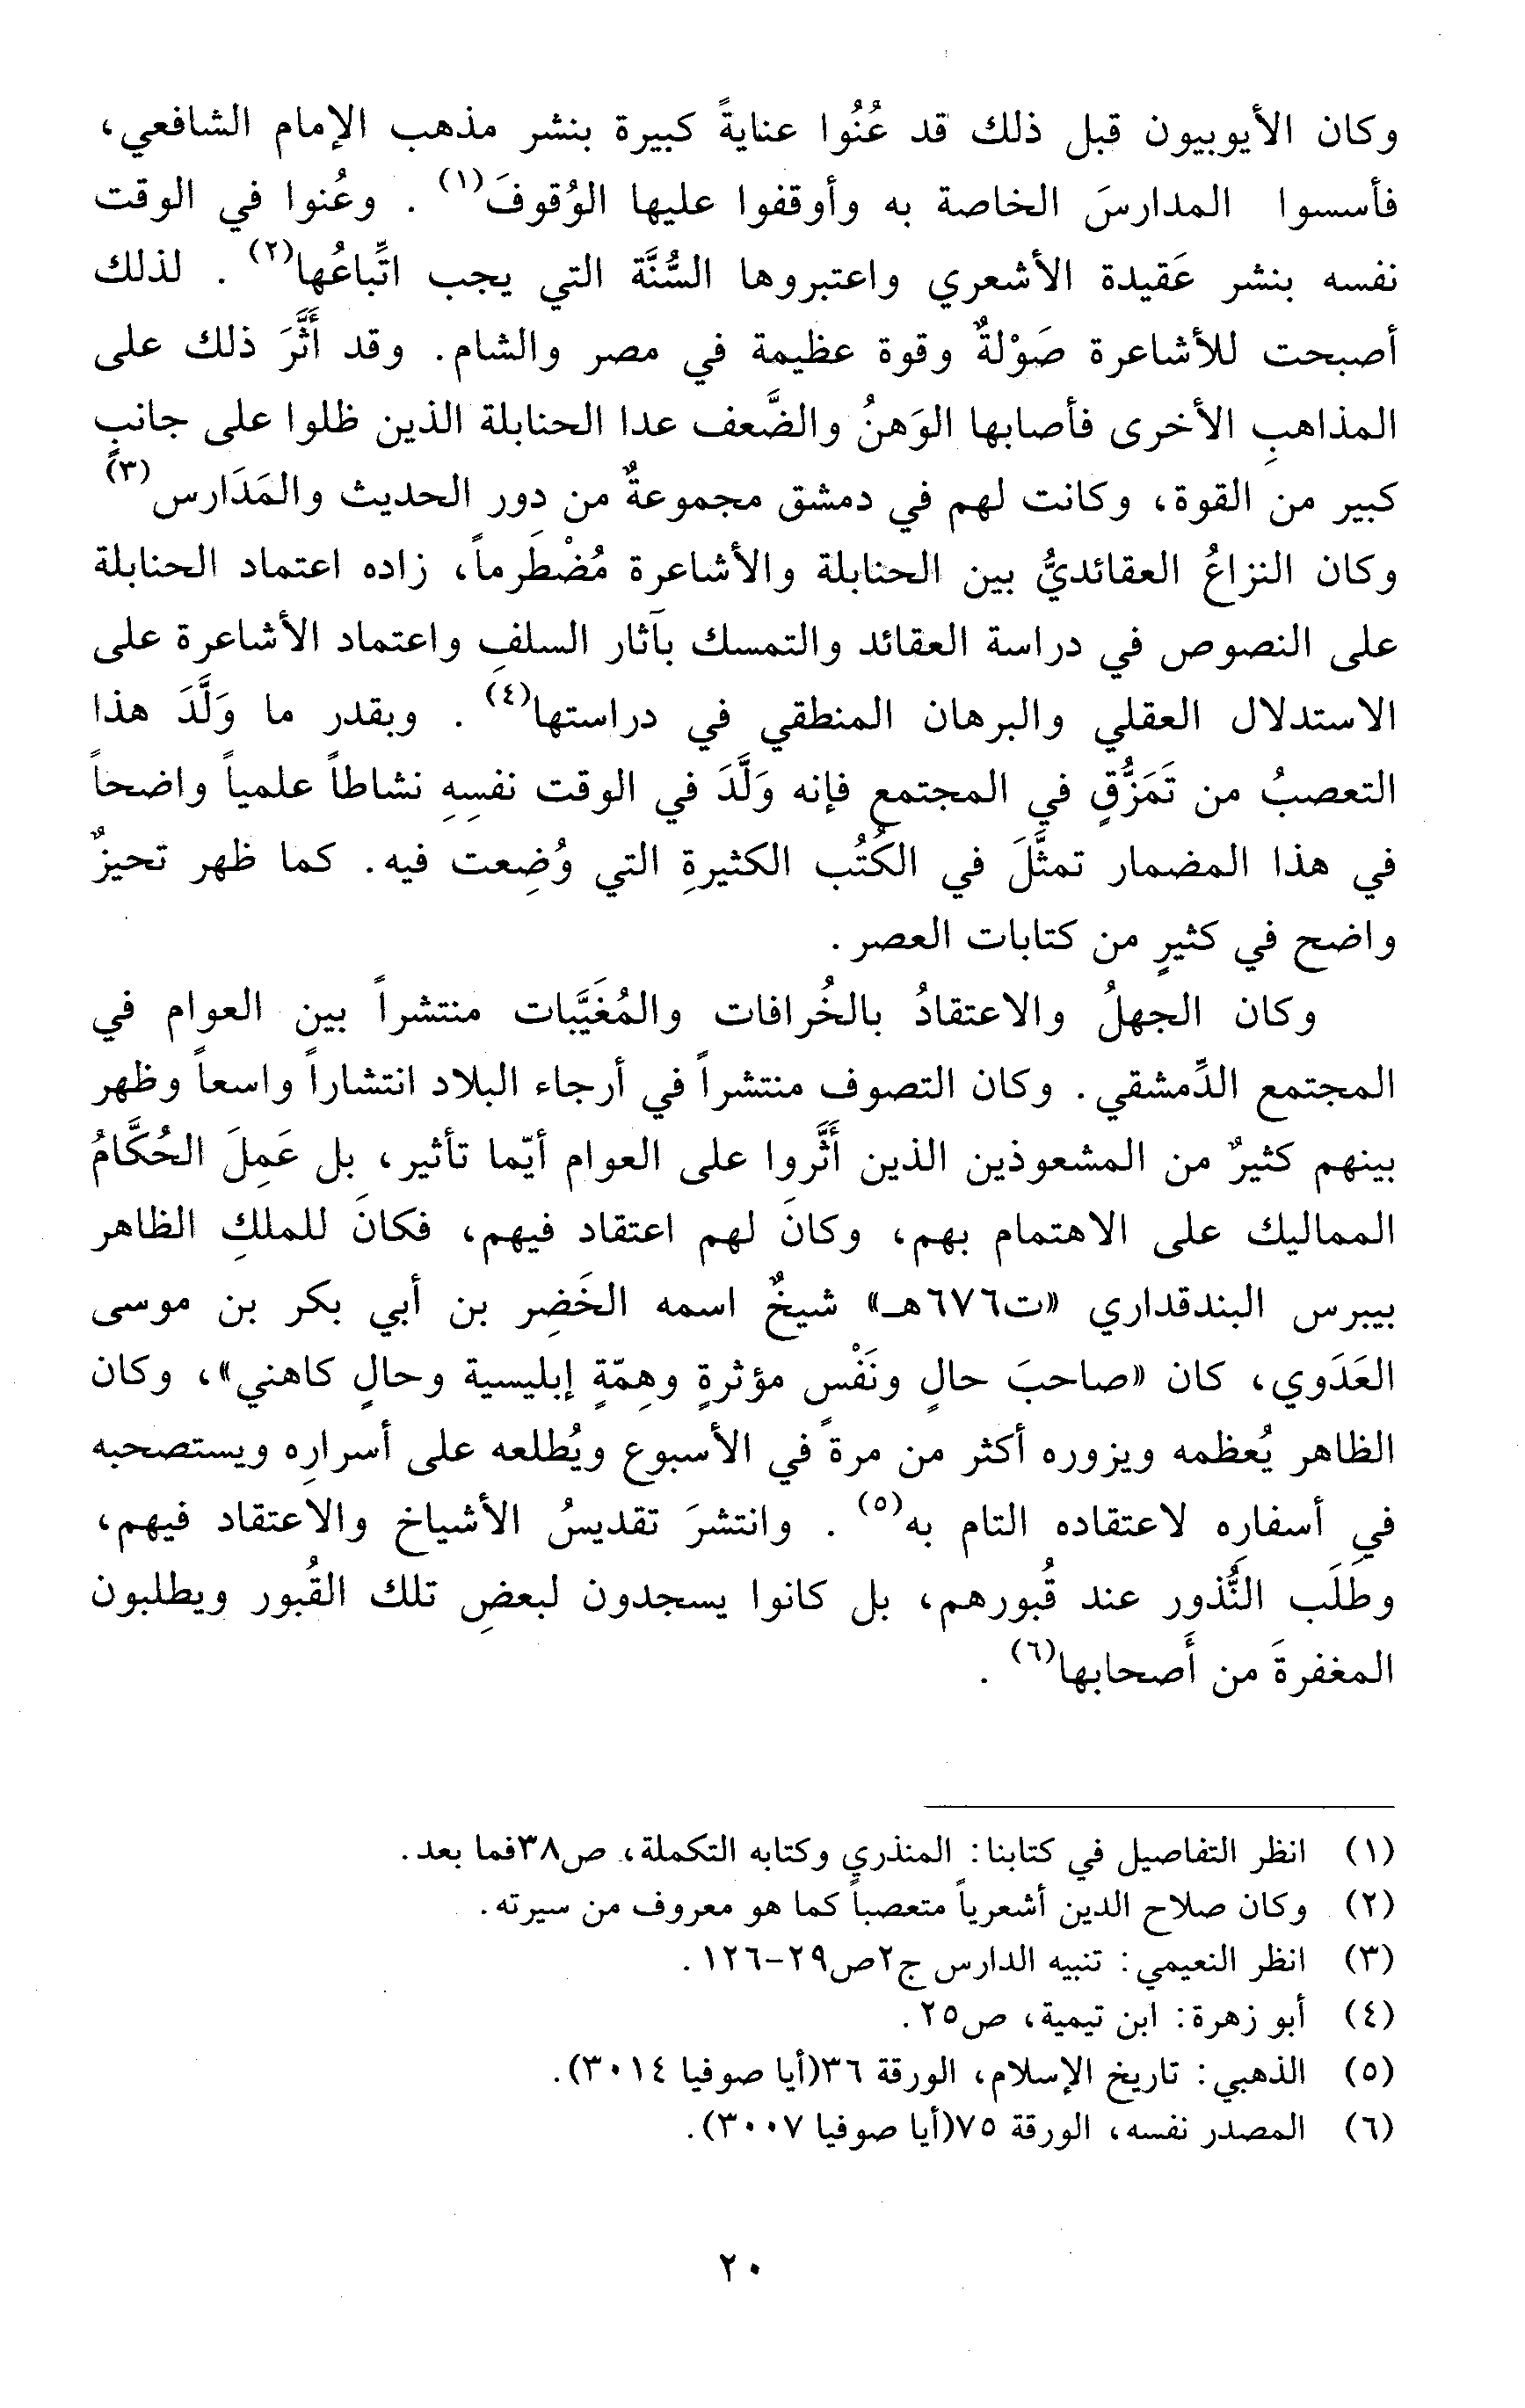 وكان الأيوبيون قبل ذلك قد عُنُوا عنايةً كبيرة بنشر مذهب الإمام الشافعي،
فأسسوا المدارسَ الخاصة به وأوقفوا عليها الوُقوفَ(١) . وعُنوا في الوقت
نفسه بنشر عَقيدة الأشعري واعتبروها السُّنَّة التي يجب اتِّباعُها(٢) . لذلك
أصبحت للأشاعرة صَوْلةٌ وقوة عظيمة في مصر والشام. وقد أَثَّرَ ذلك على
المذاهبِ الأخرى فأصابها الوَهنُ والضَّعف عدا الحنابلة الذين ظلوا على جانبٍ
كبير من القوة، وكانت لهم في دمشق مجموعةٌ من دور الحديث والمَدَارس(٣)
وكان النزاعُ العقائديُّ بين الحنابلة والأشاعرة مُضْطَرماً، زاده اعتماد الحنابلة
على النصوص في دراسة العقائد والتمسك بآثار السلفِ واعتماد الأشاعرة على
الاستدلال العقلي والبرهان المنطقي في دراستها(٤) . وبقدر ما وَلَّدَ هذا
التعصبُ من تَمَزُّقٍ في المجتمع فإنه وَلَّدَ في الوقت نفسِهِ نشاطاً علمياً واضحاً
في هذا المضمار تمثَّلَ في الكُتُب الكثيرةِ التي وُضِعت فيه. كما ظهر تحيزٌ
واضح في كثيرٍ من كتابات العصر .
وكان الجهلُ والاعتقادُ بالخُرافات والمُغَيَّبات منتشراً بين العوام في
المجتمع الدِّمشقي. وكان التصوف منتشراً في أرجاء البلاد انتشاراً واسعاً وظهر
بينهم كثيرٌ من المشعوذين الذين أَثَّروا على العوام أيّما تأثير، بل عَمِلَ الحُكَّامُ
المماليك على الاهتمام بهم، وكانَ لهم اعتقاد فيهم، فكانَ للملكِ الظاهر
بيبرس البندقداري «ت٦٧٦هـ» شيخٌ اسمه الخَضِر بن أبي بكر بن موسى
العَدَوي، كان «صاحبَ حالٍ ونَفْسٍ مؤثرةٍ وهِمّةٍ إبليسية وحالٍ كاهني»، وكان
الظاهر يُعظمه ويزوره أكثر من مرة في الأسبوع ويُطلعه على أسرارِه ويستصحبه
في أسفاره لاعتقاده التام به(٥) . وانتشرَ تقديسُ الأشياخ والاعتقاد فيهم،
وطَلَب النُّذور عند قُبورهم، بل كانوا يسجدون لبعضِ تلك القُبور ويطلبون
المغفرةَ من أَصحابها(٦) .
(١) انظر التفاصيل في كتابنا: المنذري وكتابه التكملة، ص٣٨فما بعد.
(٢) وكان صلاح الدين أشعرياً متعصباً كما هو معروف من سيرته.
(٣) انظر النعيمي: تنبيه الدارس ج٢ص٢٩-١٢٦.
(٤) أبو زهرة: ابن تيمية، ص٢٥.
(٥) الذهبي: تاريخ الإسلام، الورقة ٣٦(أيا صوفيا ٣٠١٤).
(٦) المصدر نفسه، الورقة ٧٥(أيا صوفيا ٣٠٠٧).
٢٠